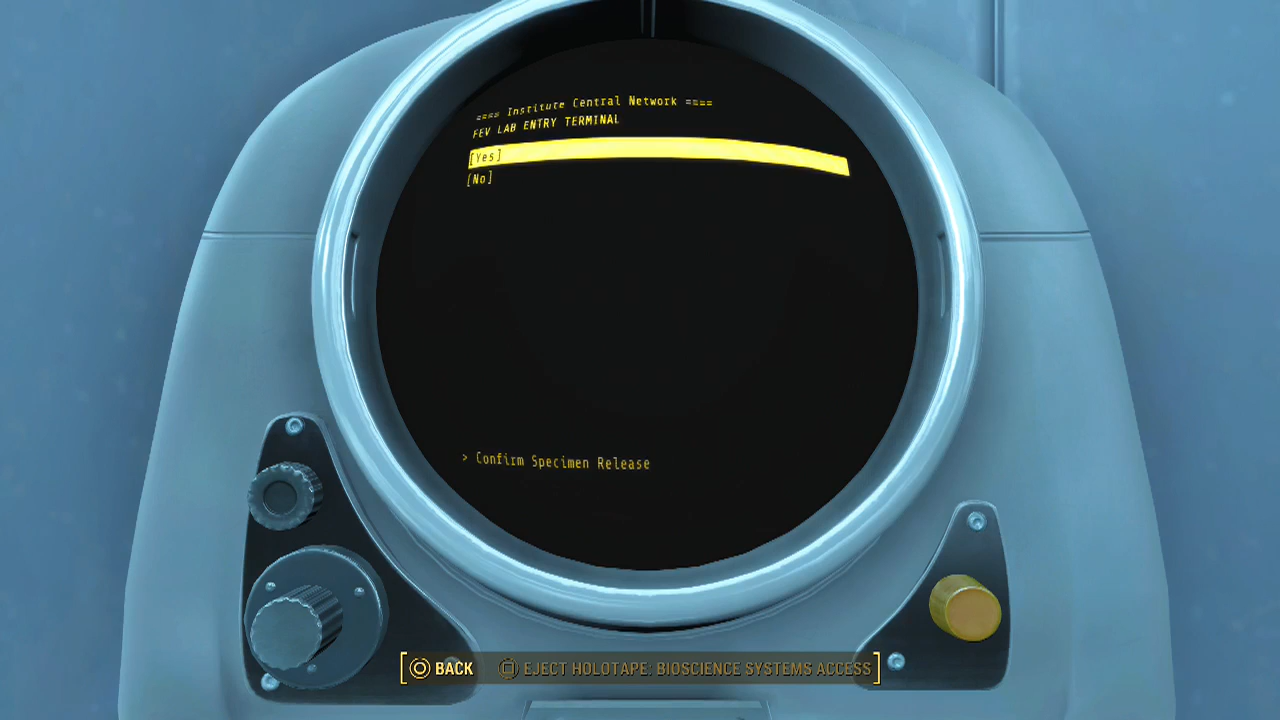 ==== Institute Central Network ====
FEV LAB ENTRY TERMINAL
[Yes]
[No]
> Confirm Specimen Release
BACK EJECT HOLOTAPE: BIOSCIENCE SYSTEMS ACCESS